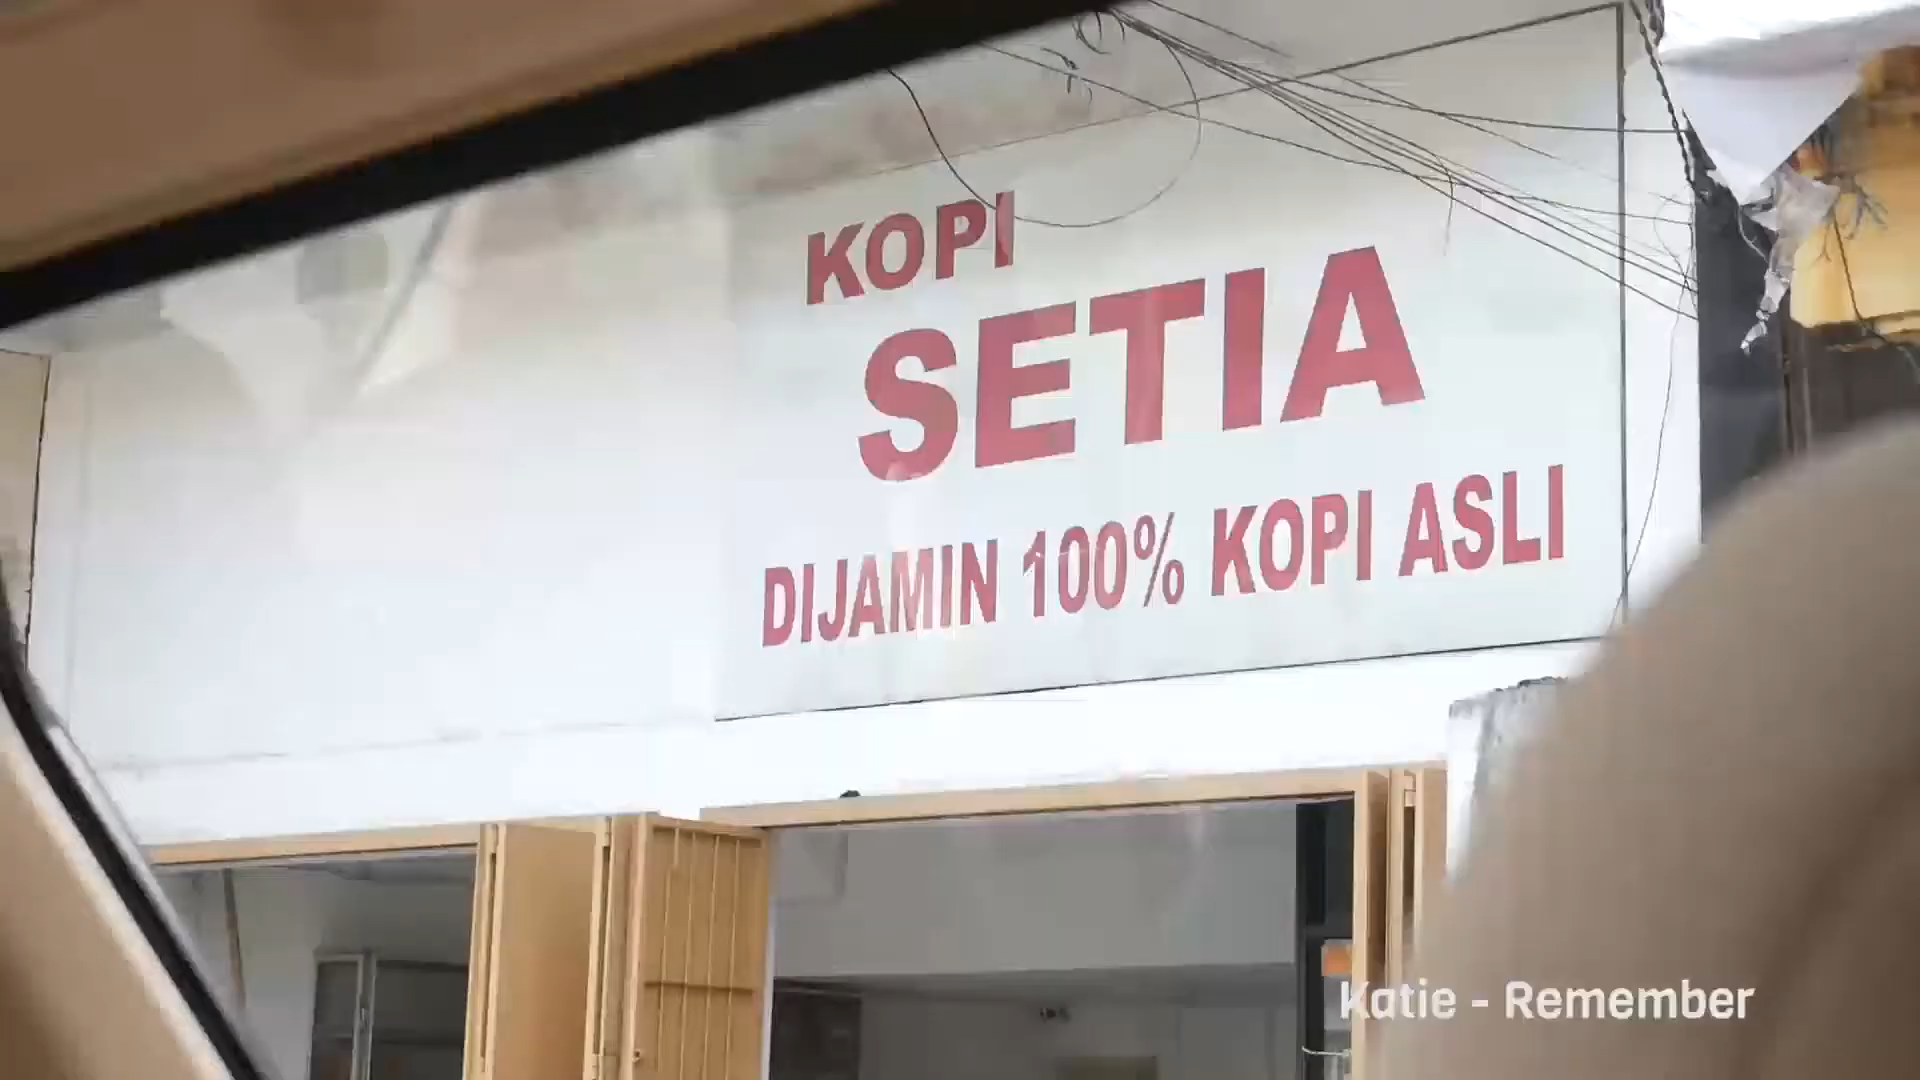 KOPI
SETIA
DIJAMIN 100% KOPI ASLI
Katie - Remember